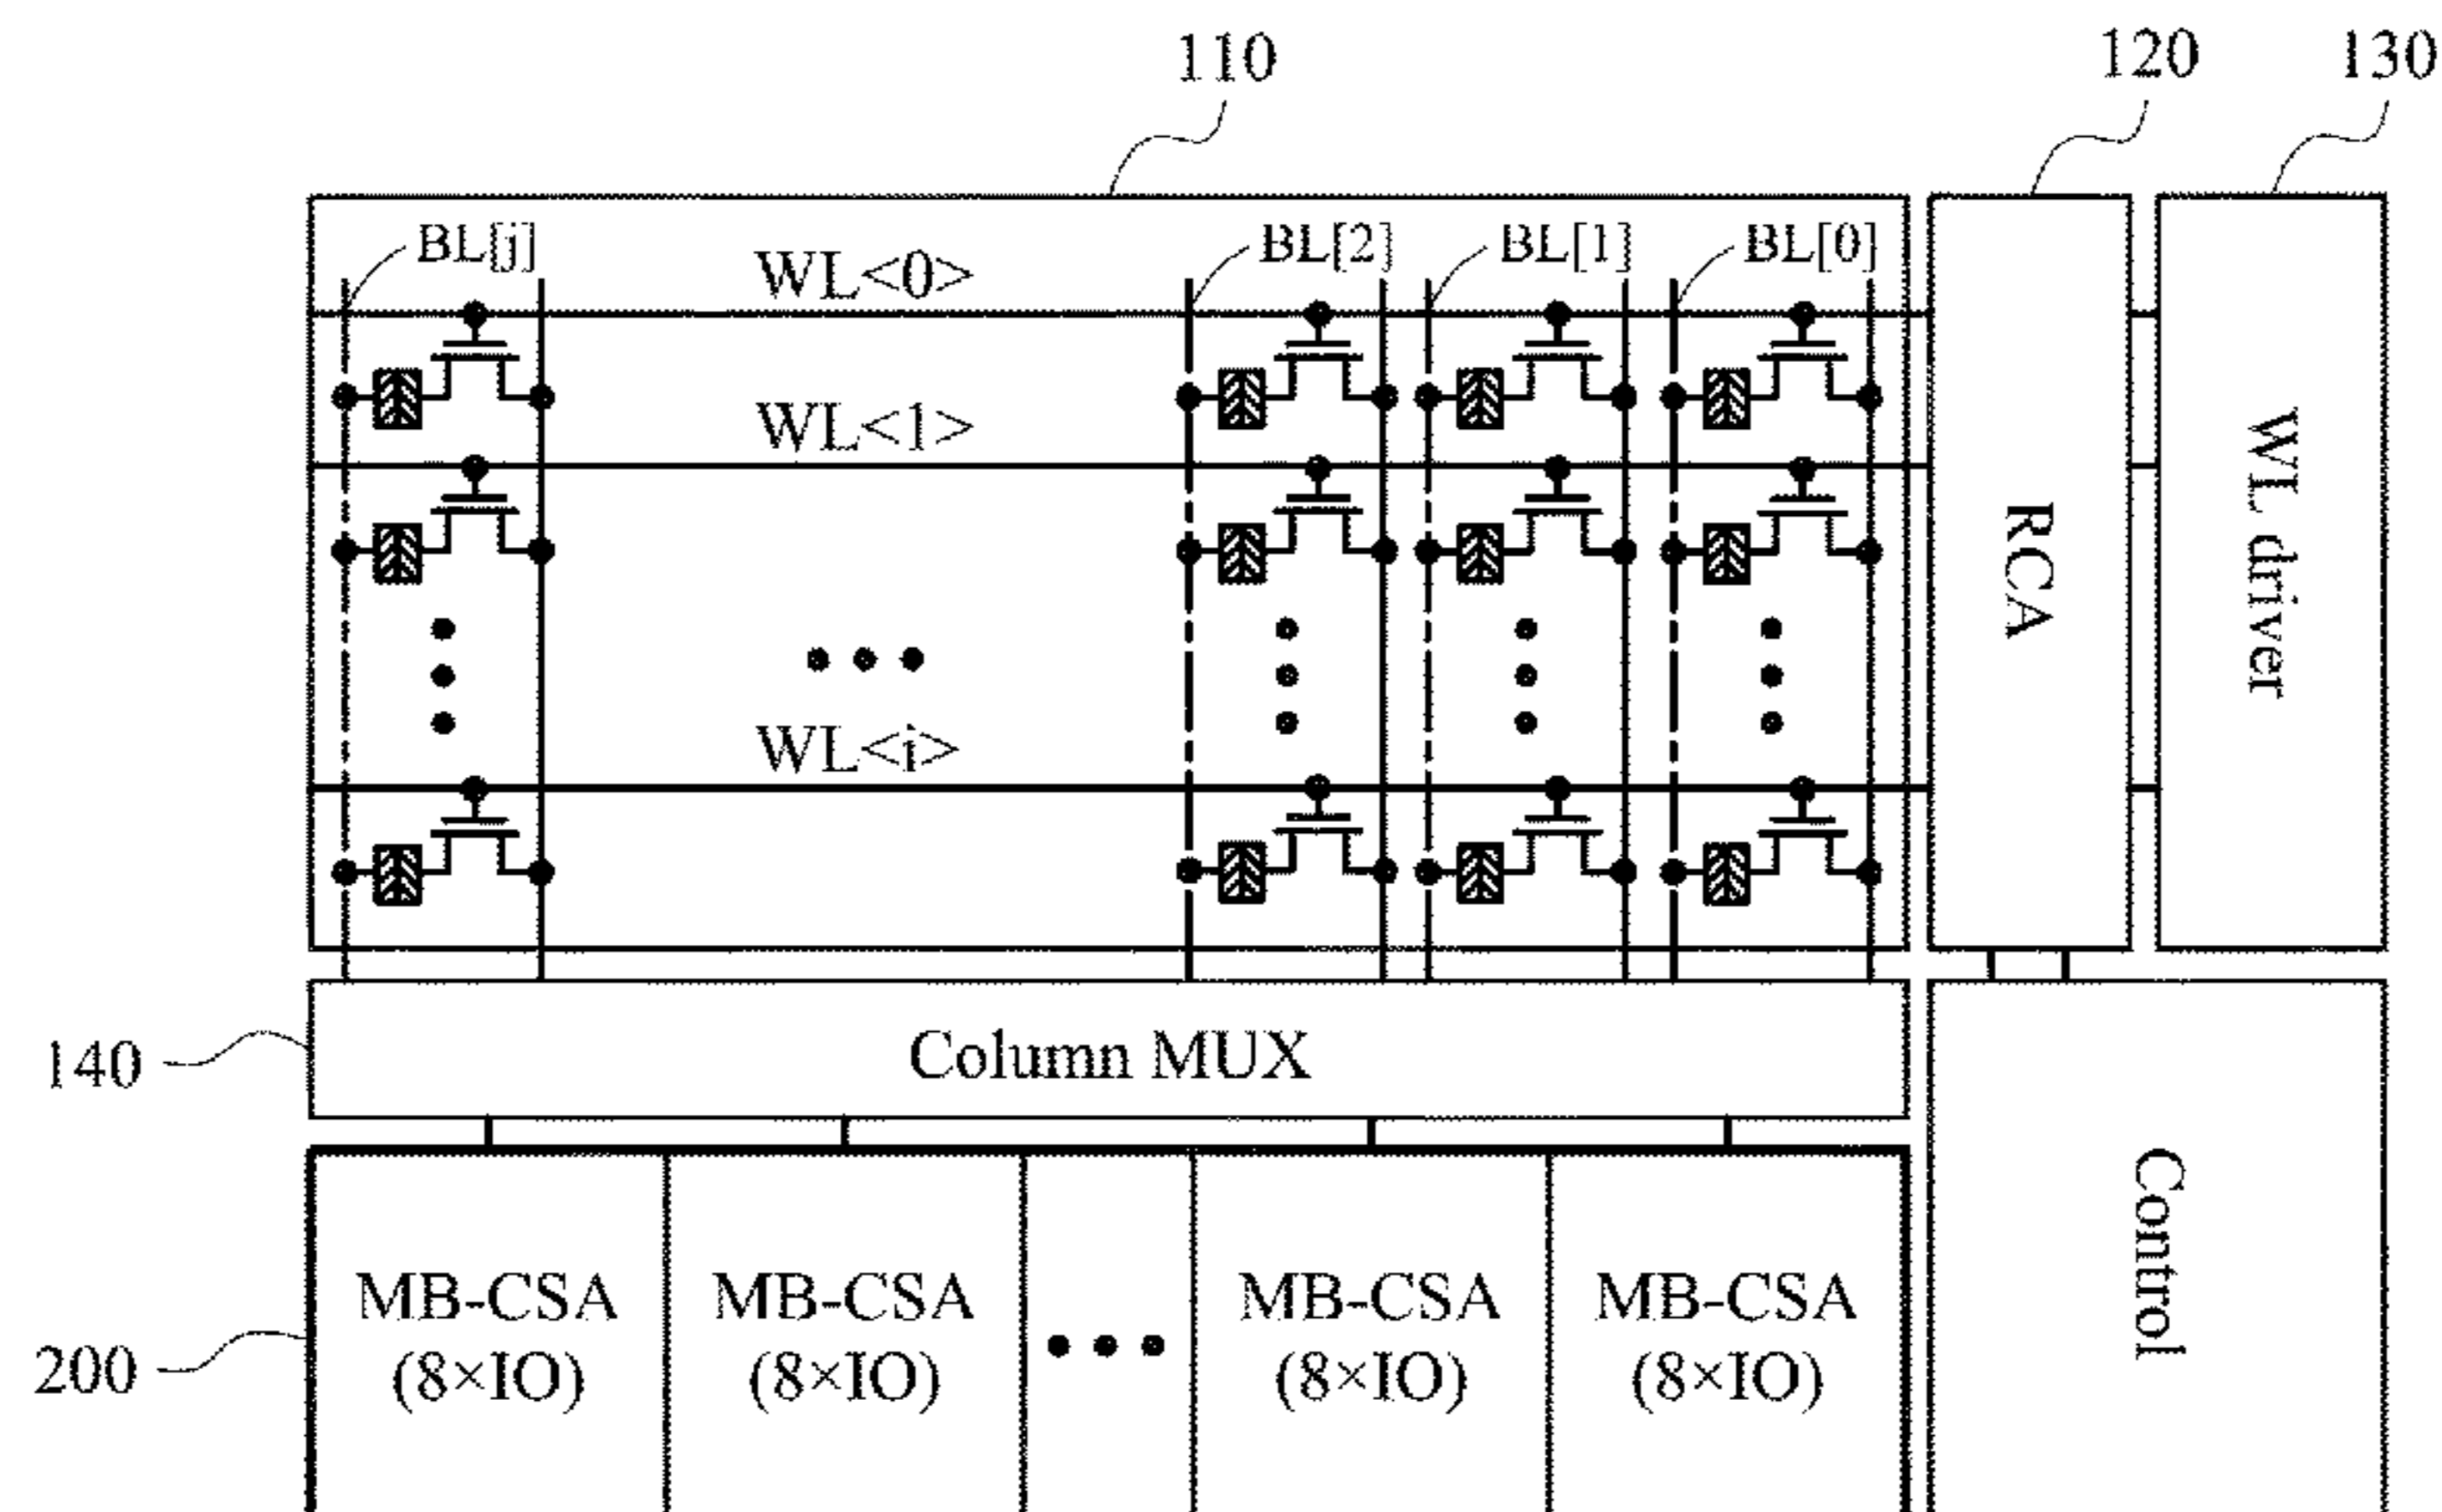 110
120
130
BL[j]
BL[2]
BL[1]
BL[0]
WL<0>
WL<1>
WL<i>
RCA
WL driver
140
Column MUX
Control
200
MB-CSA
(8×IO)
MB-CSA
(8×IO)
MB-CSA
(8×IO)
MB-CSA
(8×IO)